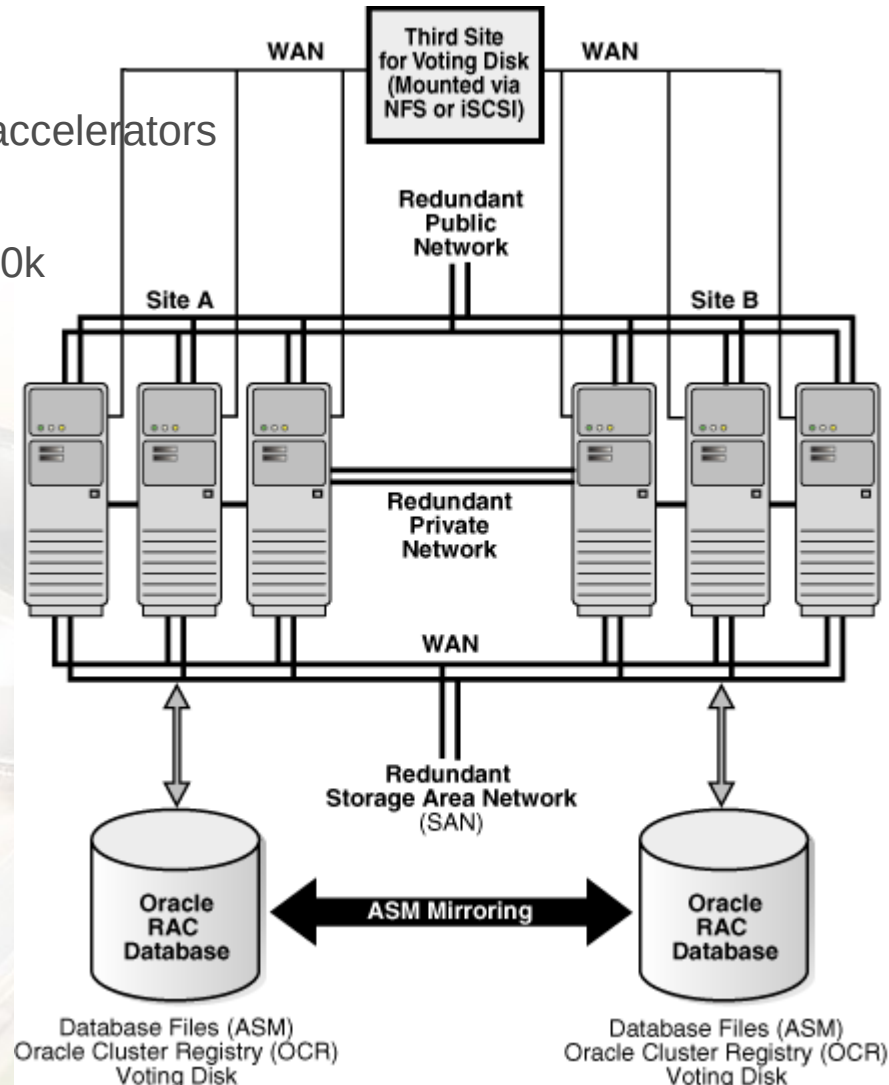 WAN
Third Site
for Voting Disk
(Mounted via
NFS or iSCSI)
WAN
accelerators
Redundant
Public
Network
0k
Site A
Site B
Redundant
Private
Network
WAN
Redundant
Storage Area Network
(SAN)
Oracle
RAC
Database
ASM Mirroring
Oracle
RAC
Database
Database Files (ASM)
Oracle Cluster Registry (OCR)
Voting Disk
Database Files (ASM)
Oracle Cluster Registry (OCR)
Voting Disk